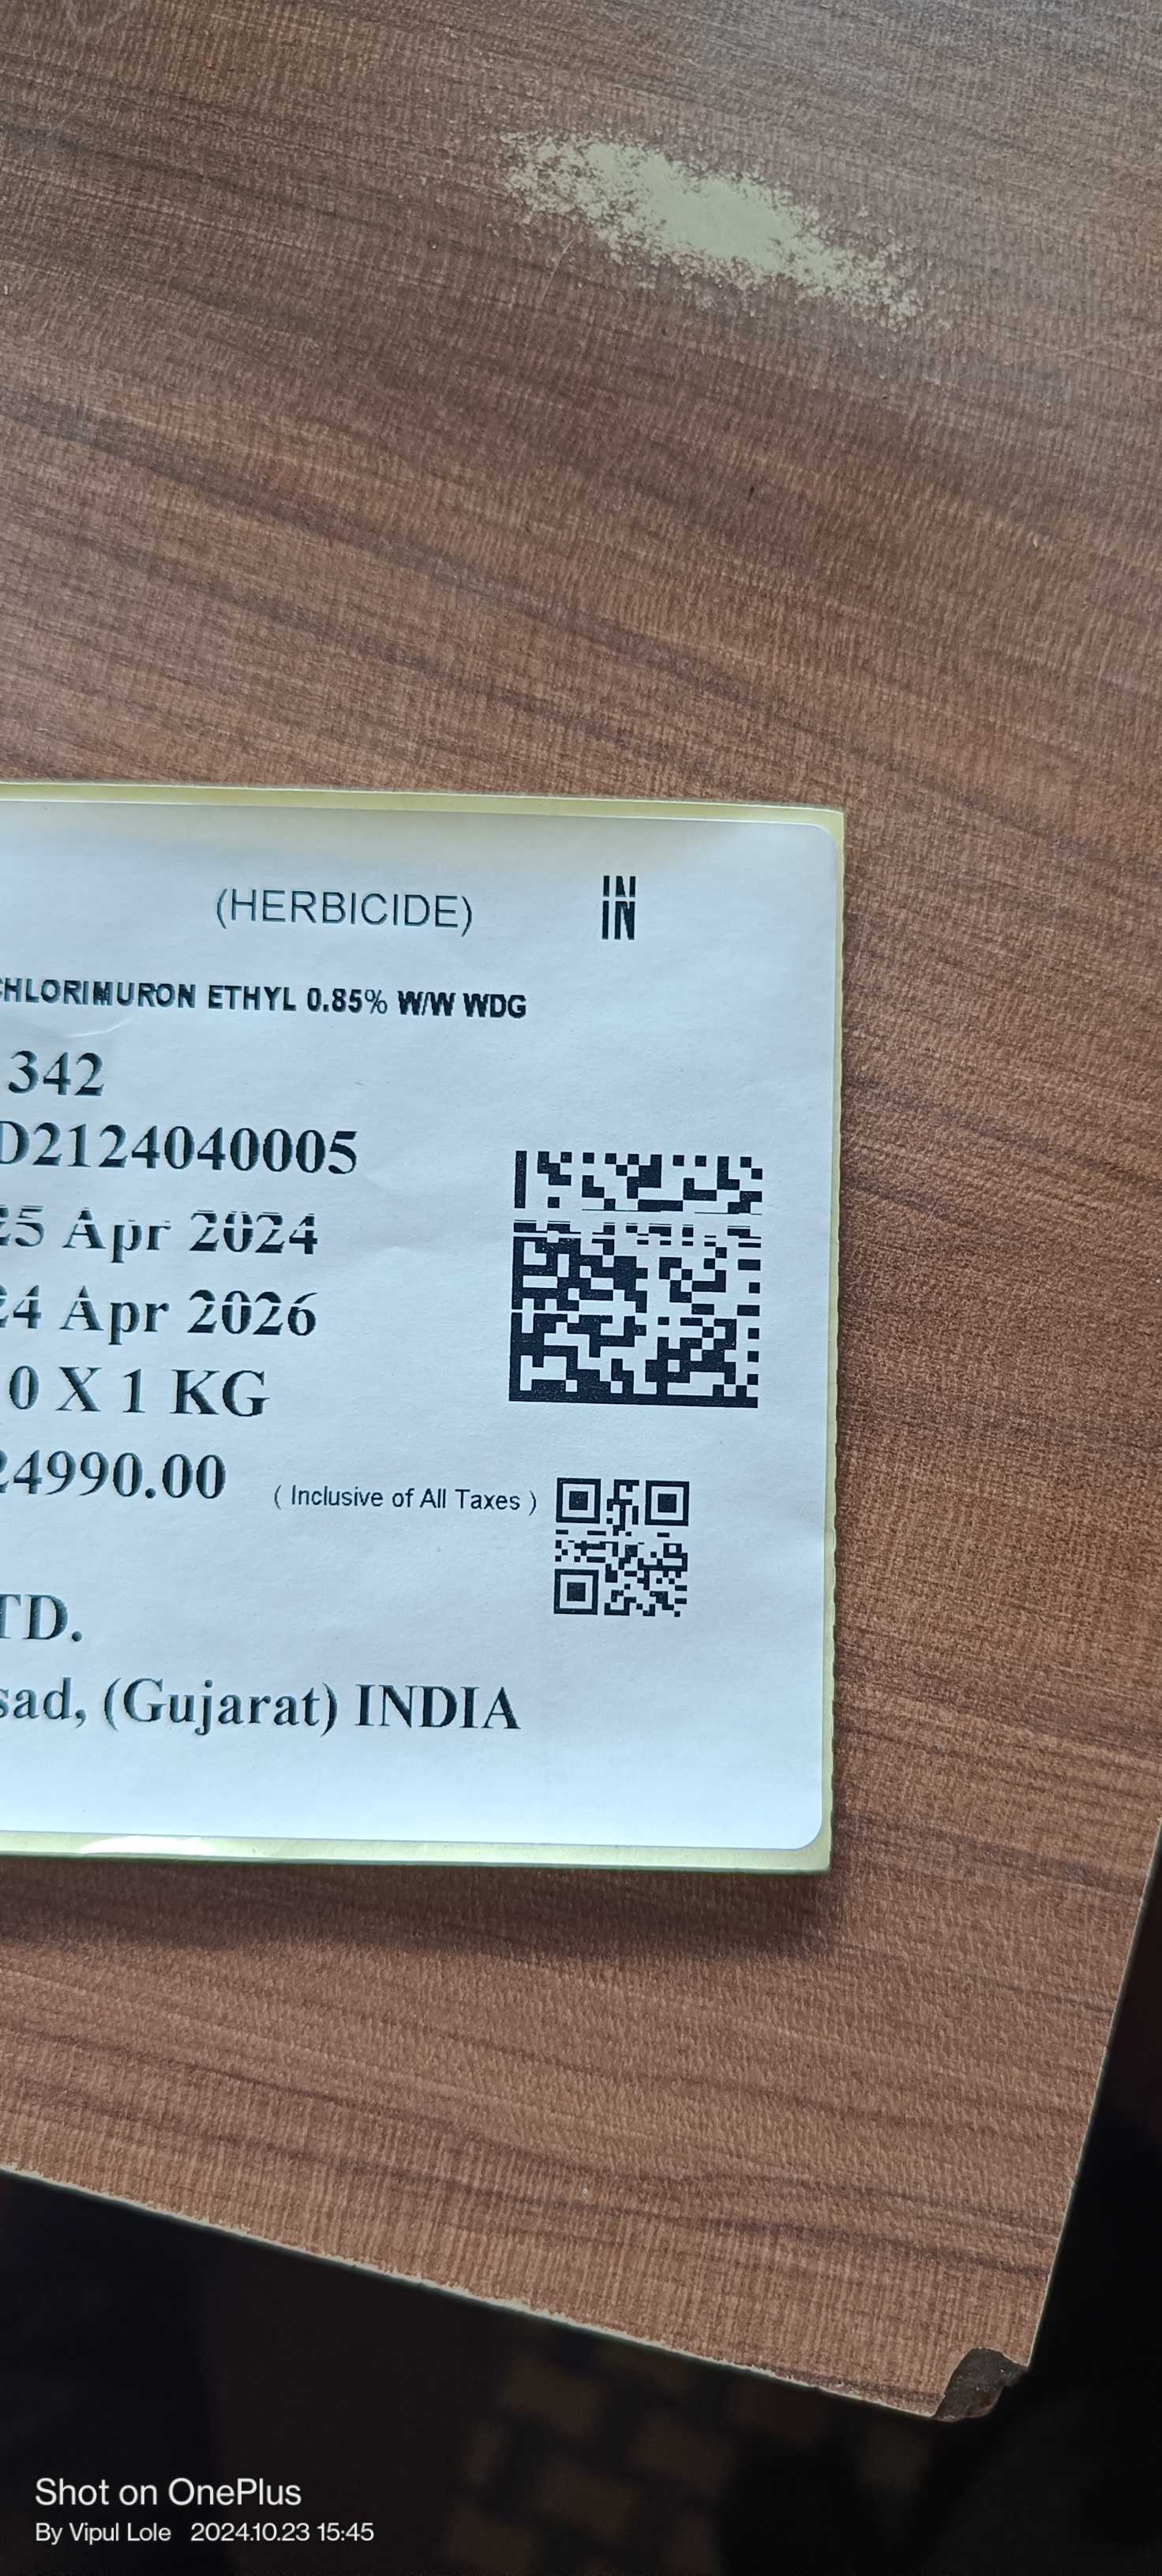 (HERBICIDE) IN
CHLORIMURON ETHYL 0.85% W/W WDG
342
D2124040005
25 Apr 2024
24 Apr 2026
0 X 1 KG
24990.00 ( Inclusive of All Taxes )
TD.
sad, (Gujarat) INDIA
Shot on OnePlus
By Vipul Lole 2024.10.23 15:45